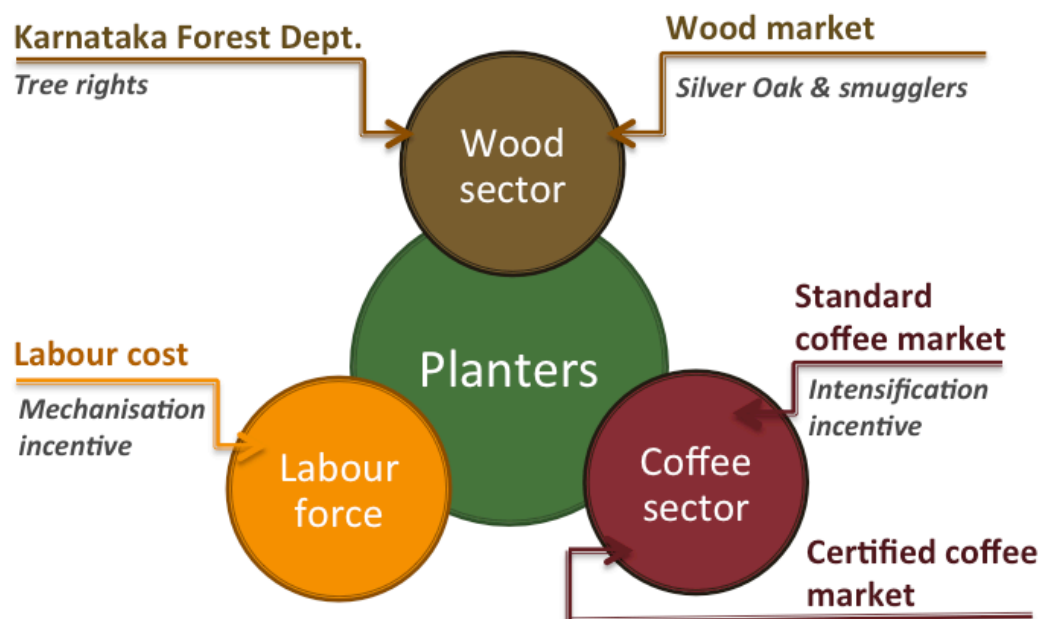 Karnataka Forest Dept.
Tree rights
Wood market
Silver Oak & smugglers
Wood
sector
Standard
coffee market
Intensification
incentive
Planters
Labour cost
Mechanisation
incentive
Labour
force
Coffee
sector
Certified coffee
market